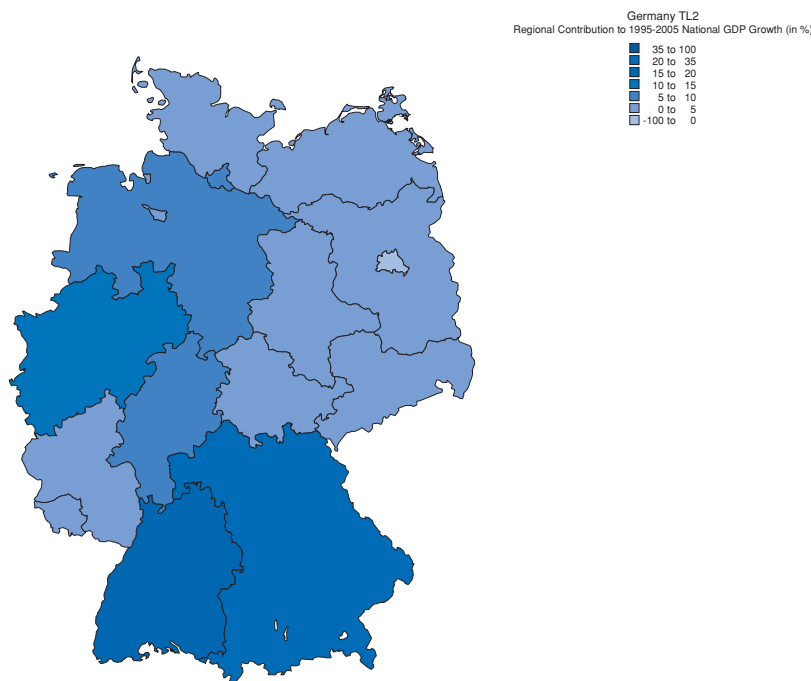 Germany TL2
Regional Contribution to 1995-2005 National GDP Growth (in %)
35 to 100
20 to 35
15 to 20
10 to 15
5 to 10
0 to 5
-100 to 0